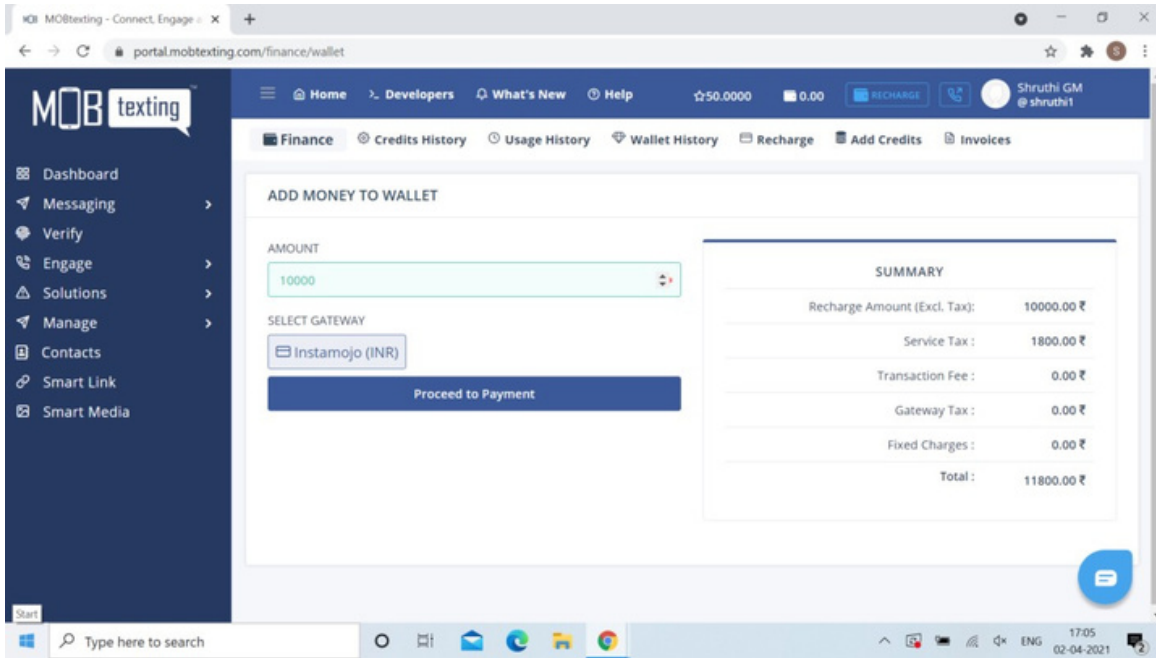 MOBtexting - Connect, Engage
portal.mobtexting.com/finance/wallet
S
MOB texting
Home Developers What's New Help 50.0000 0.00 RECHARGE Shruthi GM
@ shruthi1
Finance Credits History Usage History Wallet History Recharge Add Credits Invoices
Dashboard
Messaging
Verify
Engage
Solutions
Manage
Contacts
Smart Link
Smart Media
ADD MONEY TO WALLET
AMOUNT
10000
SELECT GATEWAY
Instamojo (INR)
Proceed to Payment
SUMMARY
Recharge Amount (Excl. Tax): 10000.00 ₹
Service Tax : 1800.00 ₹
Transaction Fee : 0.00 ₹
Gateway Tax : 0.00 ₹
Fixed Charges : 0.00 ₹
Total : 11800.00 ₹
Start
Type here to search
ENG
17:05
02-04-2021
2